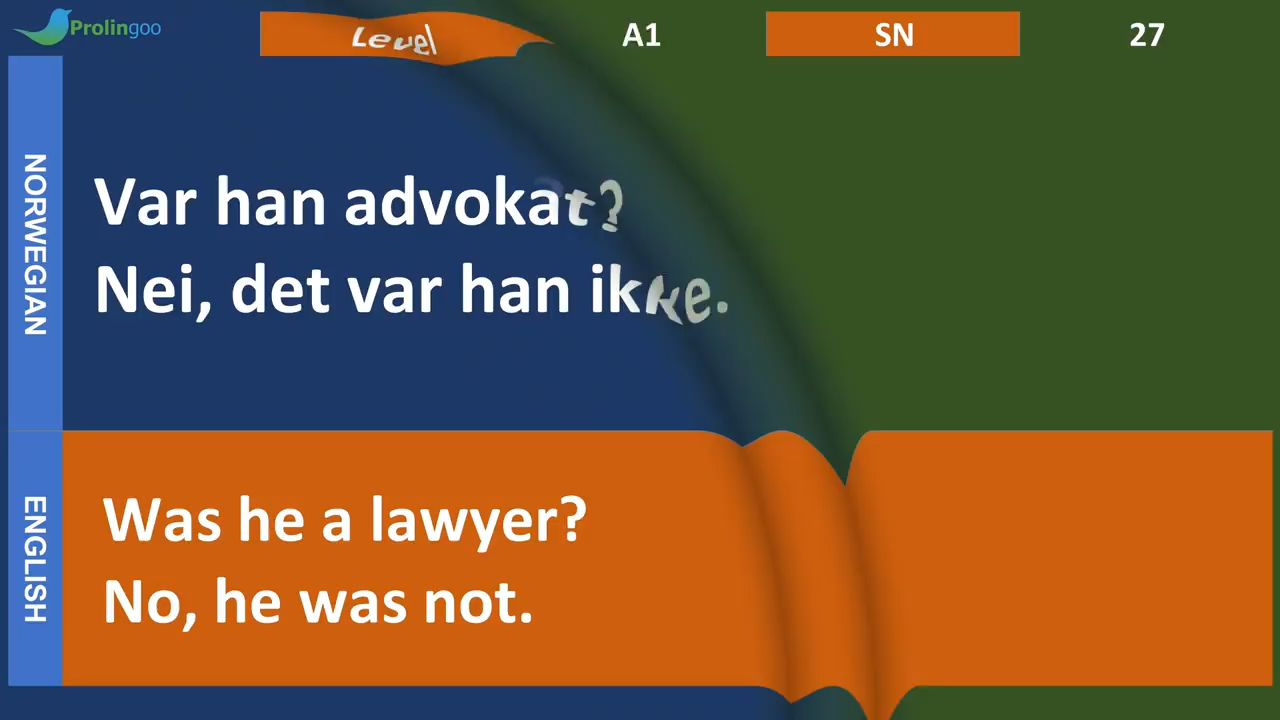 Prolingoo
Level A1 SN 27
NORWEGIAN
Var han advokat?
Nei, det var han ikke.
ENGLISH
Was he a lawyer?
No, he was not.